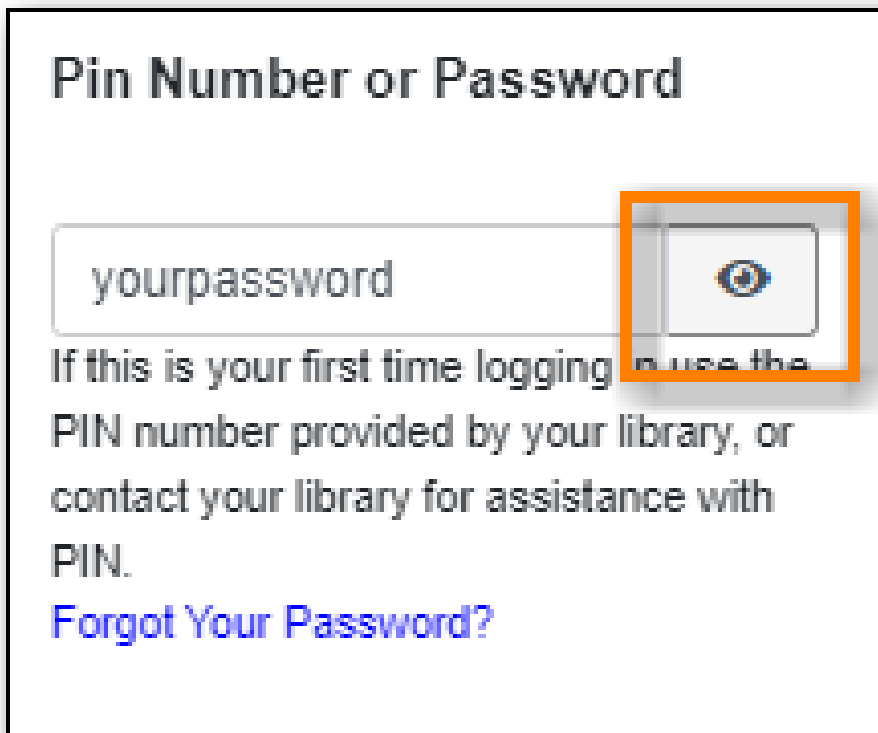 Pin Number or Password
yourpassword
If this is your first time logging in use the
PIN number provided by your library, or
contact your library for assistance with
PIN.
Forgot Your Password?